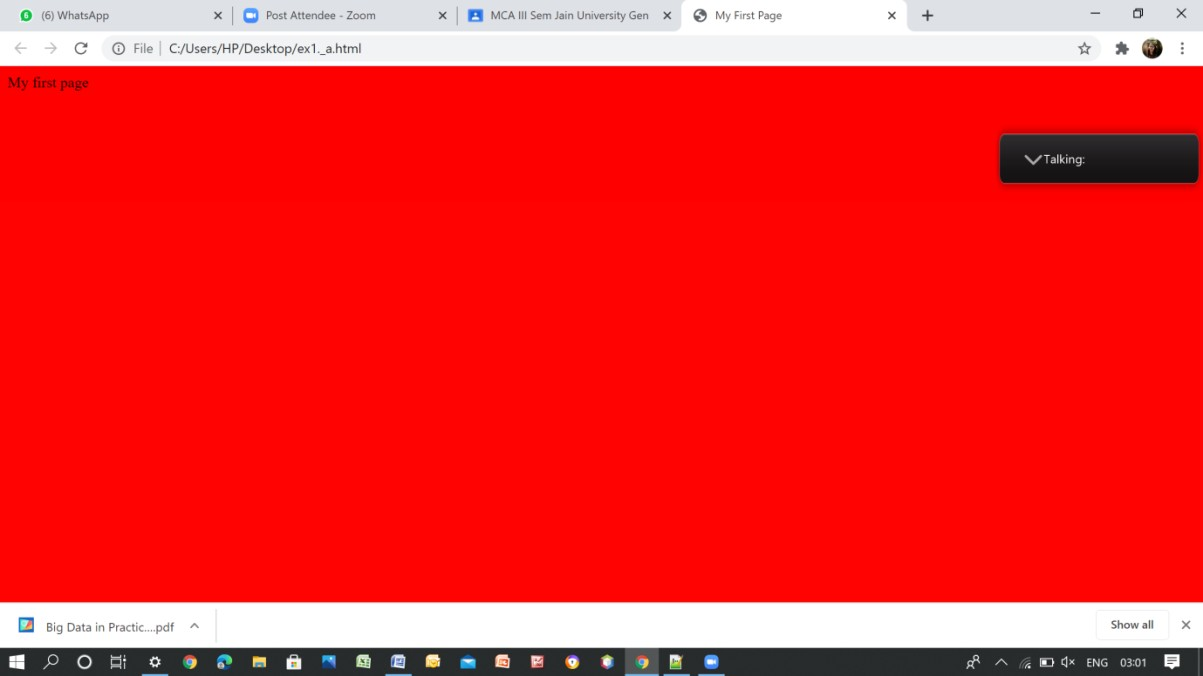 (6) WhatsApp
Post Attendee - Zoom
MCA III Sem Jain University Gen
My First Page
File
C:/Users/HP/Desktop/ex1._a.html
My first page
Talking:
Big Data in Practic....pdf
Show all
ENG
03:01